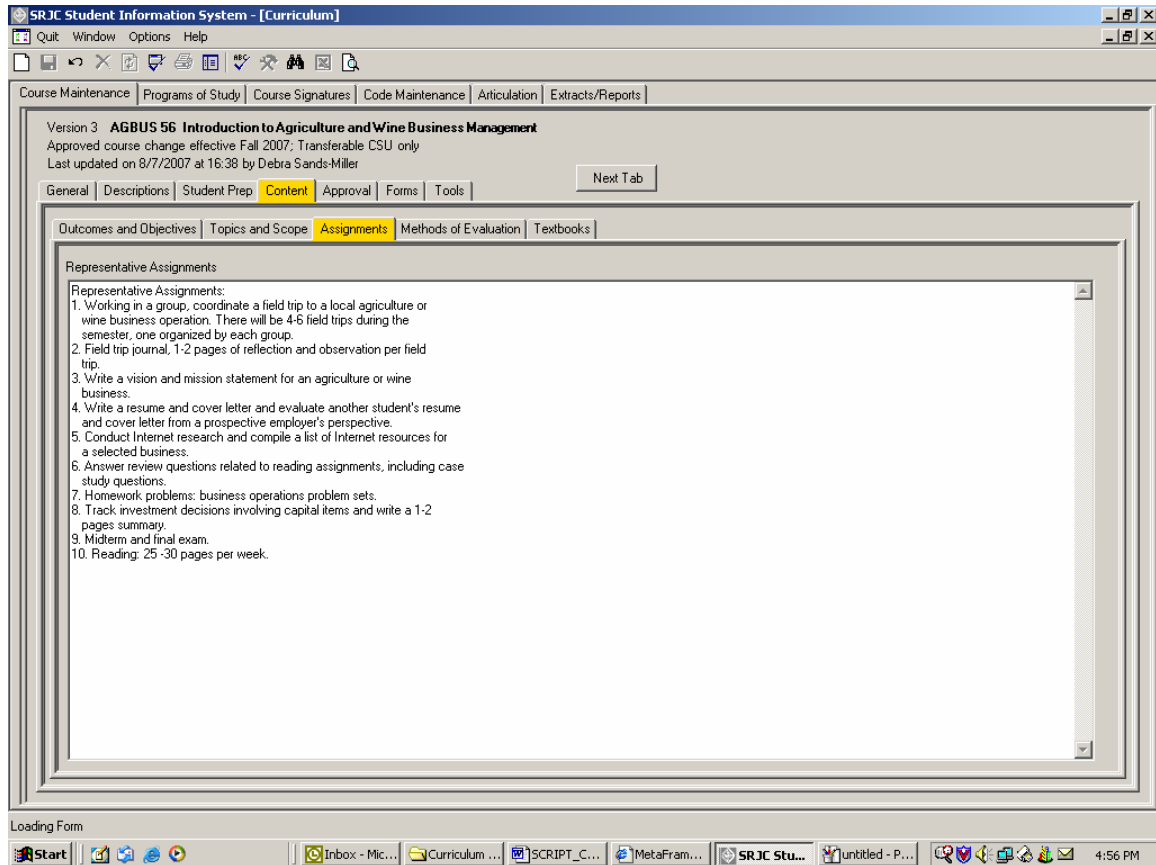 SRJC Student Information System - [Curriculum]
Quit Window Options Help
Course Maintenance Programs of Study Course Signatures Code Maintenance Articulation Extracts/Reports
Version 3 AGBUS 56 Introduction to Agriculture and Wine Business Management
Approved course change effective Fall 2007; Transferable CSU only
Last updated on 8/7/2007 at 16:38 by Debra Sands-Miller
Next Tab
General Descriptions Student Prep Content Approval Forms Tools
Outcomes and Objectives Topics and Scope Assignments Methods of Evaluation Textbooks
Representative Assignments
Representative Assignments:
1. Working in a group, coordinate a field trip to a local agriculture or
wine business operation. There will be 4-6 field trips during the
semester, one organized by each group.
2. Field trip journal, 1-2 pages of reflection and observation per field
trip.
3. Write a vision and mission statement for an agriculture or wine
business.
4. Write a resume and cover letter and evaluate another student's resume
and cover letter from a prospective employer's perspective.
5. Conduct Internet research and compile a list of Internet resources for
a selected business.
6. Answer review questions related to reading assignments, including case
study questions.
7. Homework problems: business operations problem sets.
8. Track investment decisions involving capital items and write a 1-2
pages summary.
9. Midterm and final exam.
10. Reading: 25 -30 pages per week.
Loading Form
Start Inbox - Mic... Curriculum ... SCRIPT_C... MetaFram... SRJC Stu... untitled - P... 4:56 PM